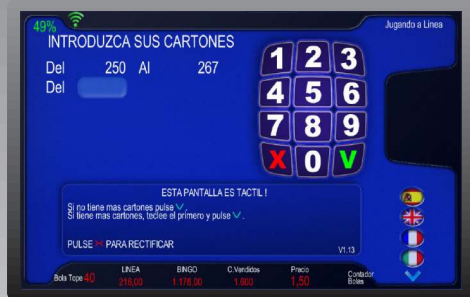 49%
Jugando a Linea
INTRODUZCA SUS CARTONES
Del 250 Al 267
Del
1 2 3
4 5 6
7 8 9
X 0 V
ESTA PANTALLA ES TACTIL !
Si no tiene mas cartones pulse V.
Si tiene mas cartones, teclee el primero y pulse V.
PULSE X PARA RECTIFICAR
V1.13
Bola Tope 40
LINEA 216,00
BINGO 1.176,00
C.Vendidos 1.600
Precio 1,50
Contador Bolas